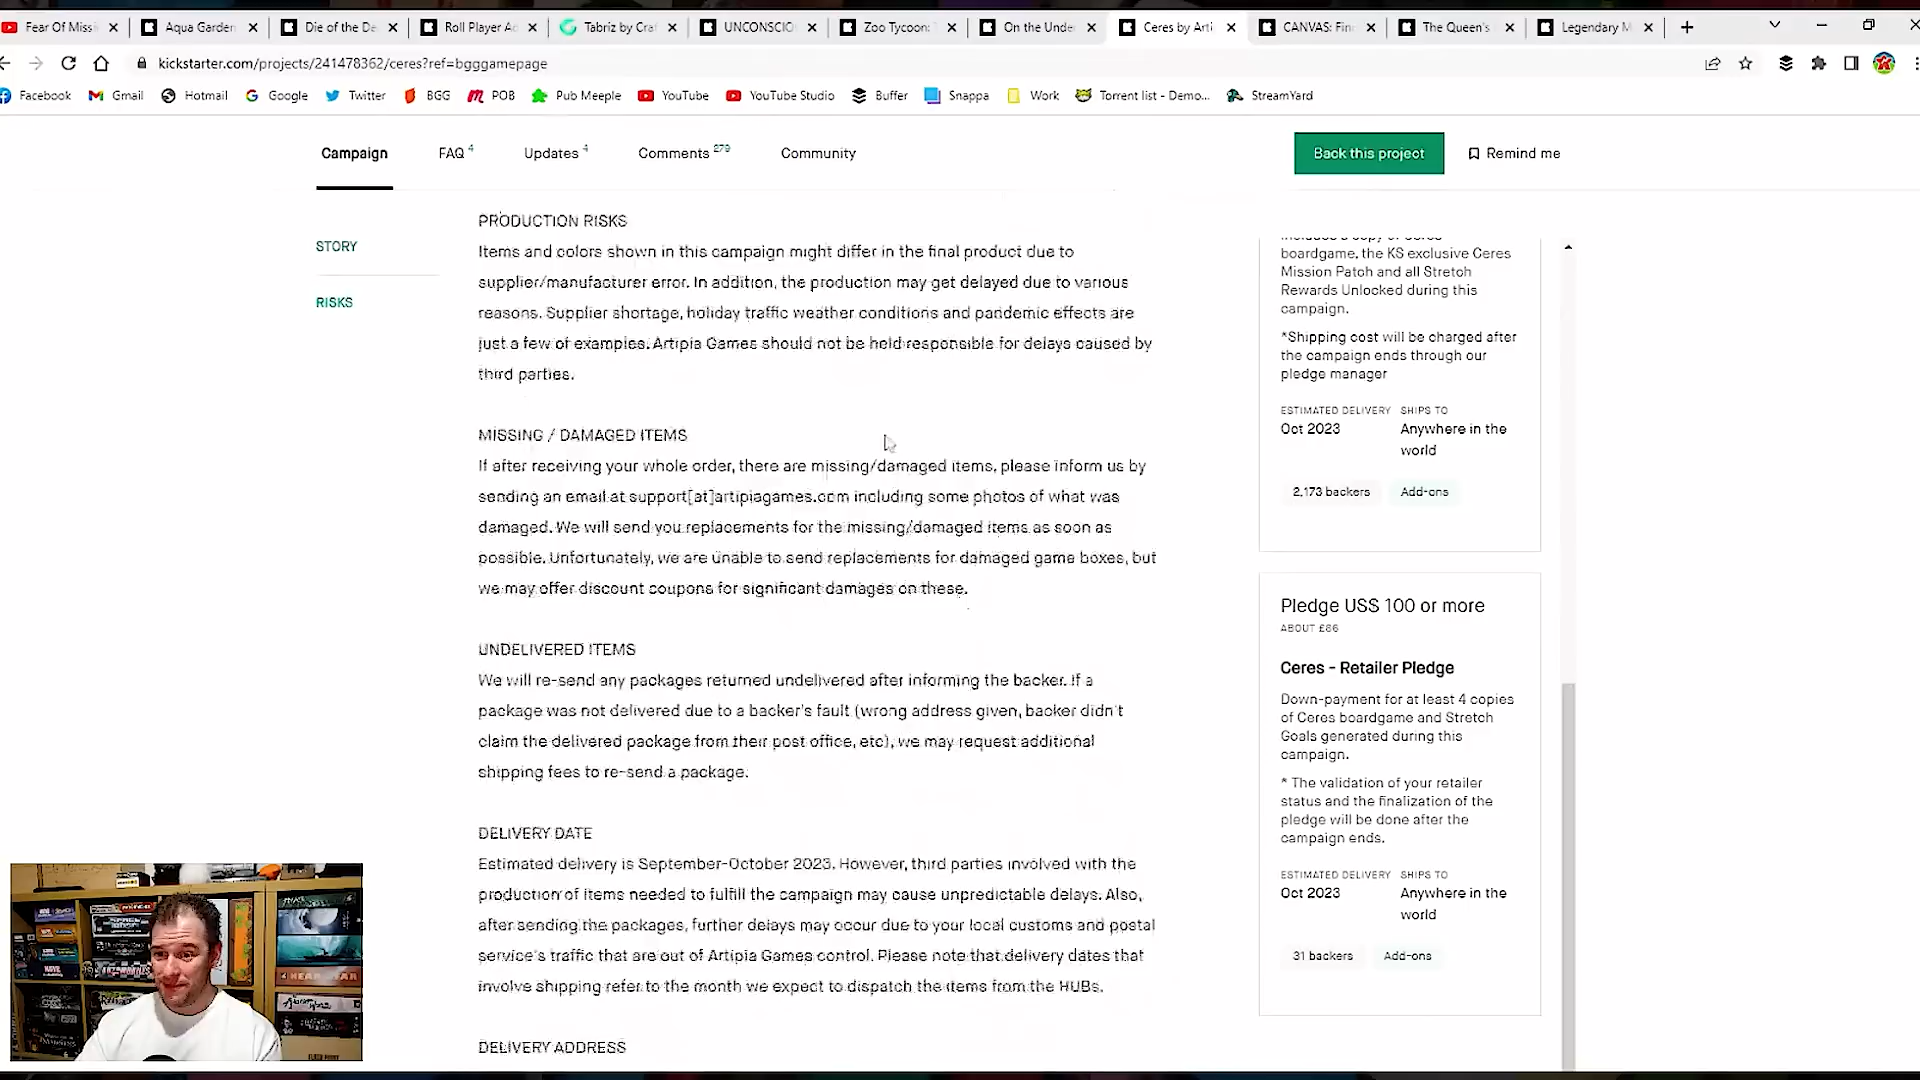 Fear Of Missi
Aqua Garden
Die of the De
Roll Player Ad
Tabriz by Craf
UNCONSCIO
Zoo Tycoon: T
On the Unde
Ceres by Arti
CANVAS: Fin
The Queen's
Legendary M
kickstarter.com/projects/241478362/ceres?ref=bgggamepage
Facebook
Gmail
Hotmail
Google
Twitter
BGG
POB
Pub Meeple
YouTube
YouTube Studio
Buffer
Snappa
Work
Torrent list - Demo...
StreamYard
Campaign
FAQ 4
Updates 4
Comments 279
Community
Back this project
Remind me
STORY
RISKS
PRODUCTION RISKS
Items and colors shown in this campaign might differ in the final product due to
supplier/manufacturer error. In addition, the production may get delayed due to various
reasons. Supplier shortage, holiday traffic weather conditions and pandemic effects are
just a few of examples. Artipia Games should not be held responsible for delays caused by
third parties.
MISSING / DAMAGED ITEMS
If after receiving your whole order, there are missing/damaged items, please inform us by
sending an email at support[at]artipiagames.com including some photos of what was
damaged. We will send you replacements for the missing/damaged items as soon as
possible. Unfortunately, we are unable to send replacements for damaged game boxes, but
we may offer discount coupons for significant damages on these.
UNDELIVERED ITEMS
We will re-send any packages returned undelivered after informing the backer. If a
package was not delivered due to a backer's fault (wrong address given, backer didn't
claim the delivered package from their post office, etc), we may request additional
shipping fees to re-send a package.
DELIVERY DATE
Estimated delivery is September-October 2023. However, third parties involved with the
production of items needed to fulfill the campaign may cause unpredictable delays. Also,
after sending the packages, further delays may occur due to your local customs and postal
service's traffic that are out of Artipia Games control. Please note that delivery dates that
involve shipping refer to the month we expect to dispatch the items from the HUBs.
DELIVERY ADDRESS
boardgame, the KS exclusive Ceres
Mission Patch and all Stretch
Rewards Unlocked during this
campaign.
*Shipping cost will be charged after
the campaign ends through our
pledge manager
ESTIMATED DELIVERY
SHIPS TO
Oct 2023
Anywhere in the
world
2,173 backers
Add-ons
Pledge US$ 100 or more
ABOUT £86
Ceres - Retailer Pledge
Down-payment for at least 4 copies
of Ceres boardgame and Stretch
Goals generated during this
campaign.
* The validation of your retailer
status and the finalization of the
pledge will be done after the
campaign ends.
ESTIMATED DELIVERY
SHIPS TO
Oct 2023
Anywhere in the
world
31 backers
Add-ons